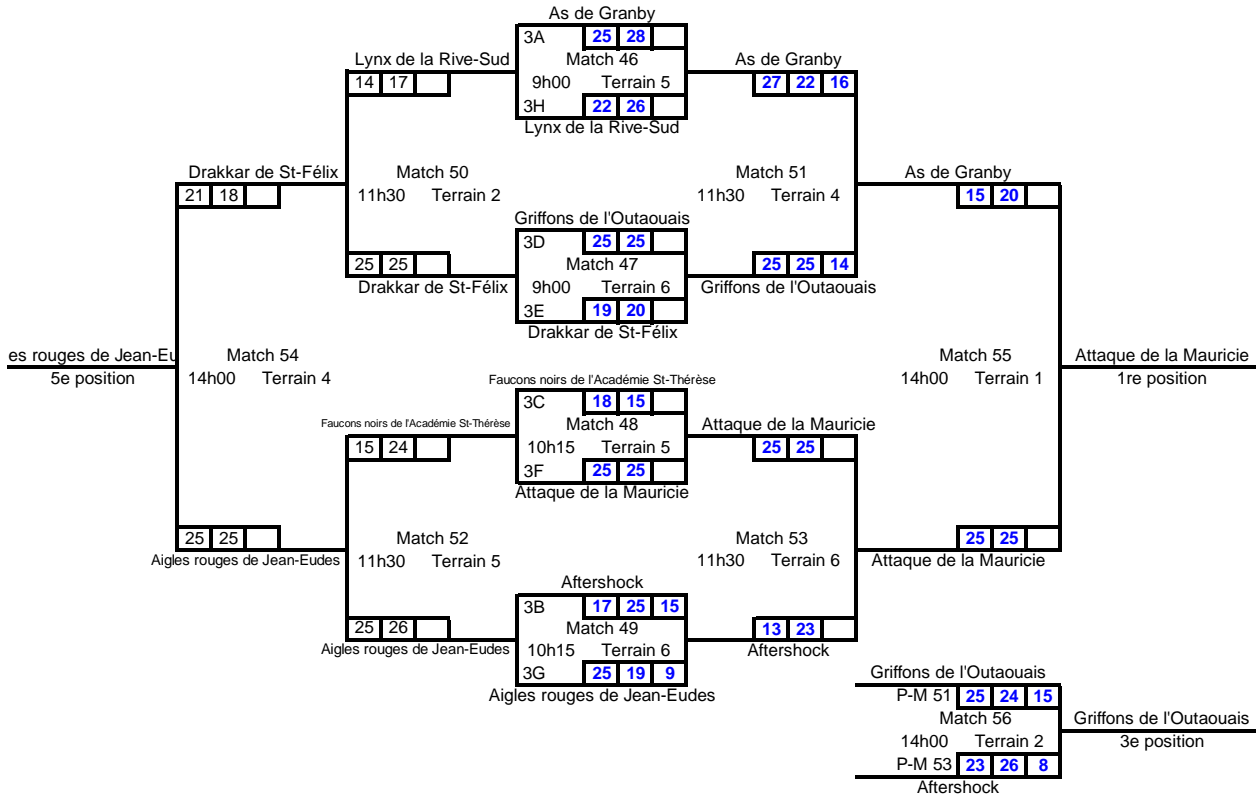 As de Granby
3A 25 28
Lynx de la Rive-Sud Match 46 As de Granby
14 17 9h00 Terrain 5 27 22 16
3H 22 26
Lynx de la Rive-Sud
Drakkar de St-Félix Match 50 Match 51 As de Granby
21 18 11h30 Terrain 2 11h30 Terrain 4 15 20
Griffons de l'Outaouais
3D 25 25
25 25 Match 47 25 25 14
Drakkar de St-Félix 9h00 Terrain 6 Griffons de l'Outaouais
3E 19 20
Drakkar de St-Félix
es rouges de Jean-Eu Match 54 Match 55 Attaque de la Mauricie
5e position 14h00 Terrain 4 14h00 Terrain 1 1re position
Faucons noirs de l'Académie St-Thérèse
3C 18 15
Faucons noirs de l'Académie St-Thérèse Match 48 Attaque de la Mauricie
15 24 10h15 Terrain 5 25 25
3F 25 25
Attaque de la Mauricie
25 25 Match 52 Match 53 25 25
Aigles rouges de Jean-Eudes 11h30 Terrain 5 11h30 Terrain 6 Attaque de la Mauricie
Aftershock
3B 17 25 15
25 26 Match 49 13 23
Aigles rouges de Jean-Eudes 10h15 Terrain 6 Aftershock
3G 25 19 9
Aigles rouges de Jean-Eudes
Griffons de l'Outaouais
P-M 51 25 24 15
Match 56 Griffons de l'Outaouais
14h00 Terrain 2 3e position
P-M 53 23 26 8
Aftershock